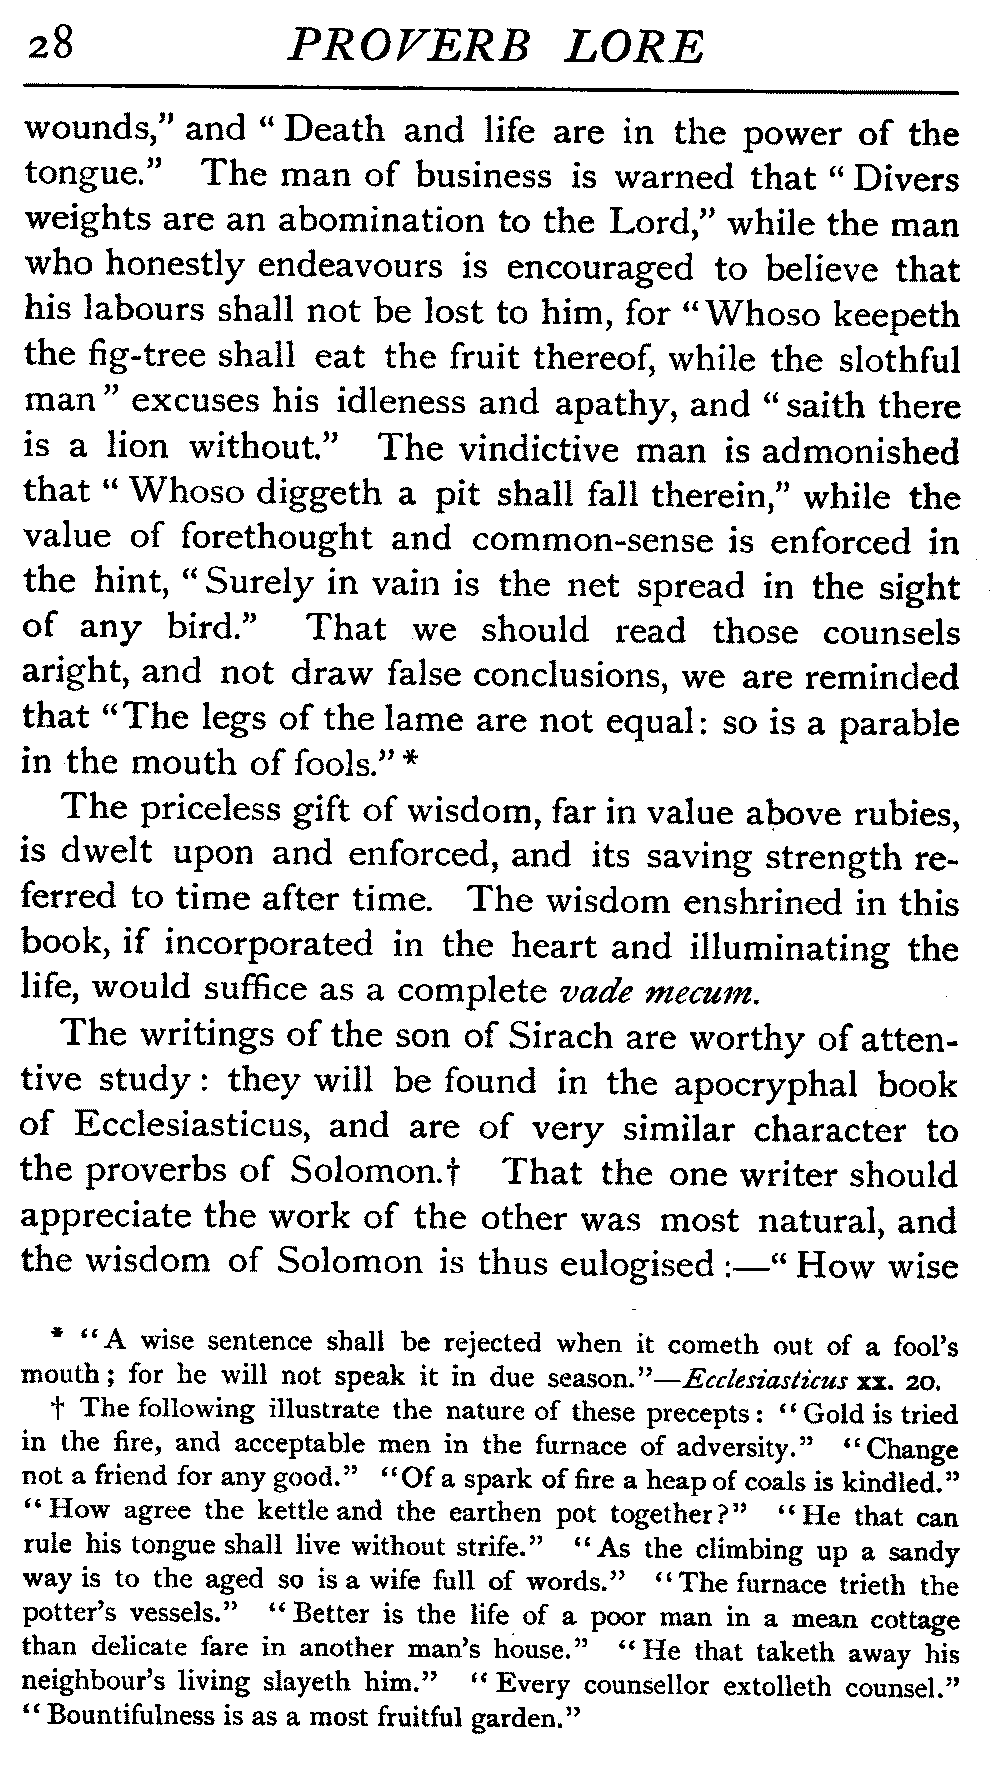 28 PROVERB LORE
wounds," and "Death and life are in the power of the
tongue." The man of business is warned that "Divers
weights are an abomination to the Lord," while the man
who honestly endeavours is encouraged to believe that
his labours shall not be lost to him, for "Whoso keepeth
the fig-tree shall eat the fruit thereof, while the slothful
man" excuses his idleness and apathy, and "saith there
is a lion without." The vindictive man is admonished
that "Whoso diggeth a pit shall fall therein," while the
value of forethought and common-sense is enforced in
the hint, "Surely in vain is the net spread in the sight
of any bird." That we should read those counsels
aright, and not draw false conclusions, we are reminded
that "The legs of the lame are not equal: so is a parable
in the mouth of fools."*
The priceless gift of wisdom, far in value above rubies,
is dwelt upon and enforced, and its saving strength re-
ferred to time after time. The wisdom enshrined in this
book, if incorporated in the heart and illuminating the
life, would suffice as a complete vade mecum.
The writings of the son of Sirach are worthy of atten-
tive study: they will be found in the apocryphal book
of Ecclesiasticus, and are of very similar character to
the proverbs of Solomon.† That the one writer should
appreciate the work of the other was most natural, and
the wisdom of Solomon is thus eulogised:—"How wise
* "A wise sentence shall be rejected when it cometh out of a fool's
mouth; for he will not speak it in due season."—Ecclesiasticus xx. 20.
† The following illustrate the nature of these precepts: "Gold is tried
in the fire, and acceptable men in the furnace of adversity." "Change
not a friend for any good." "Of a spark of fire a heap of coals is kindled."
"How agree the kettle and the earthen pot together?" "He that can
rule his tongue shall live without strife." "As the climbing up a sandy
way is to the aged so is a wife full of words." "The furnace trieth the
potter's vessels." "Better is the life of a poor man in a mean cottage
than delicate fare in another man's house." "He that taketh away his
neighbour's living slayeth him." "Every counsellor extolleth counsel."
"Bountifulness is as a most fruitful garden."